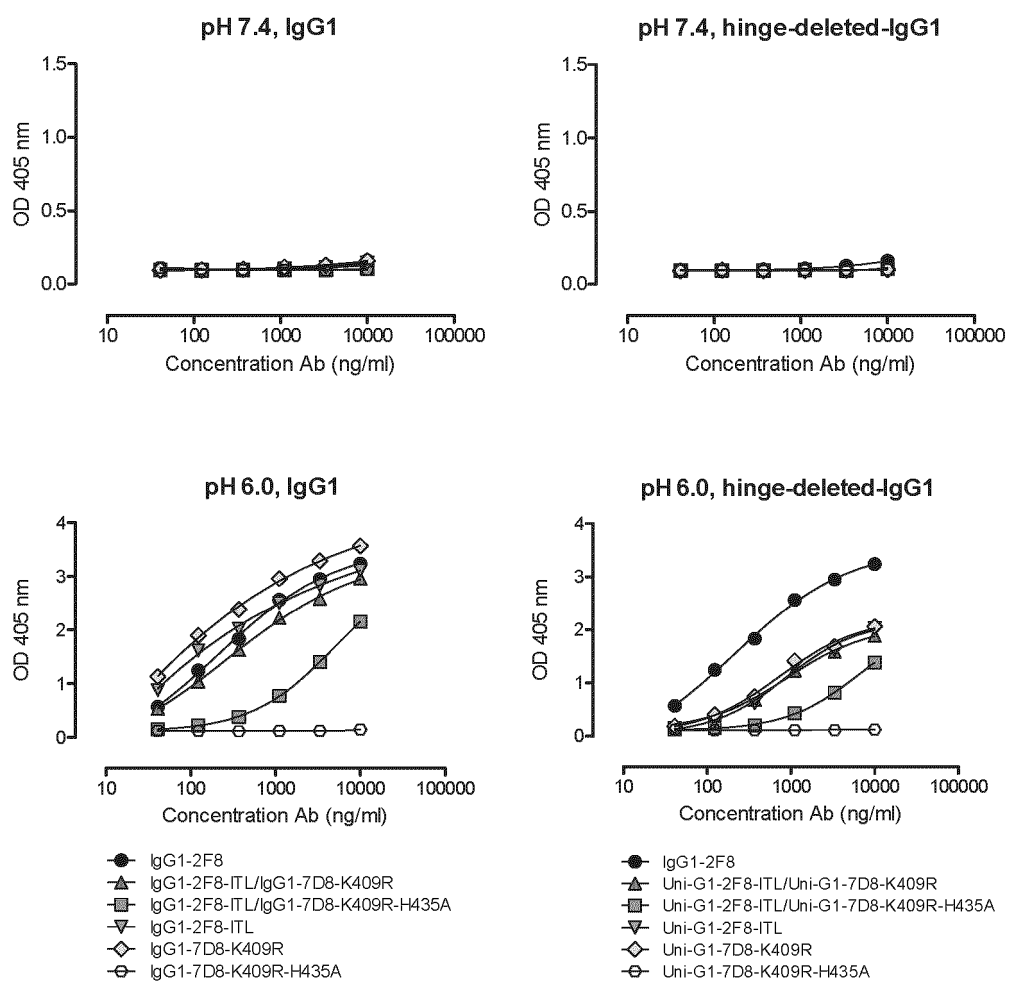 pH 7.4, IgG1
1.5
1.0
0.5
0.0
OD 405 nm
10 100 1000 10000 100000
Concentration Ab (ng/ml)
pH 7.4, hinge-deleted-IgG1
1.5
1.0
0.5
0.0
OD 405 nm
10 100 1000 10000 100000
Concentration Ab (ng/ml)
pH 6.0, IgG1
4
3
2
1
0
OD 405 nm
10 100 1000 10000 100000
Concentration Ab (ng/ml)
IgG1-2F8
IgG1-2F8-ITL/IgG1-7D8-K409R
IgG1-2F8-ITL/IgG1-7D8-K409R-H435A
IgG1-2F8-ITL
IgG1-7D8-K409R
IgG1-7D8-K409R-H435A
pH 6.0, hinge-deleted-IgG1
4
3
2
1
0
OD 405 nm
10 100 1000 10000 100000
Concentration Ab (ng/ml)
IgG1-2F8
Uni-G1-2F8-ITL/Uni-G1-7D8-K409R
Uni-G1-2F8-ITL/Uni-G1-7D8-K409R-H435A
Uni-G1-2F8-ITL
Uni-G1-7D8-K409R
Uni-G1-7D8-K409R-H435A